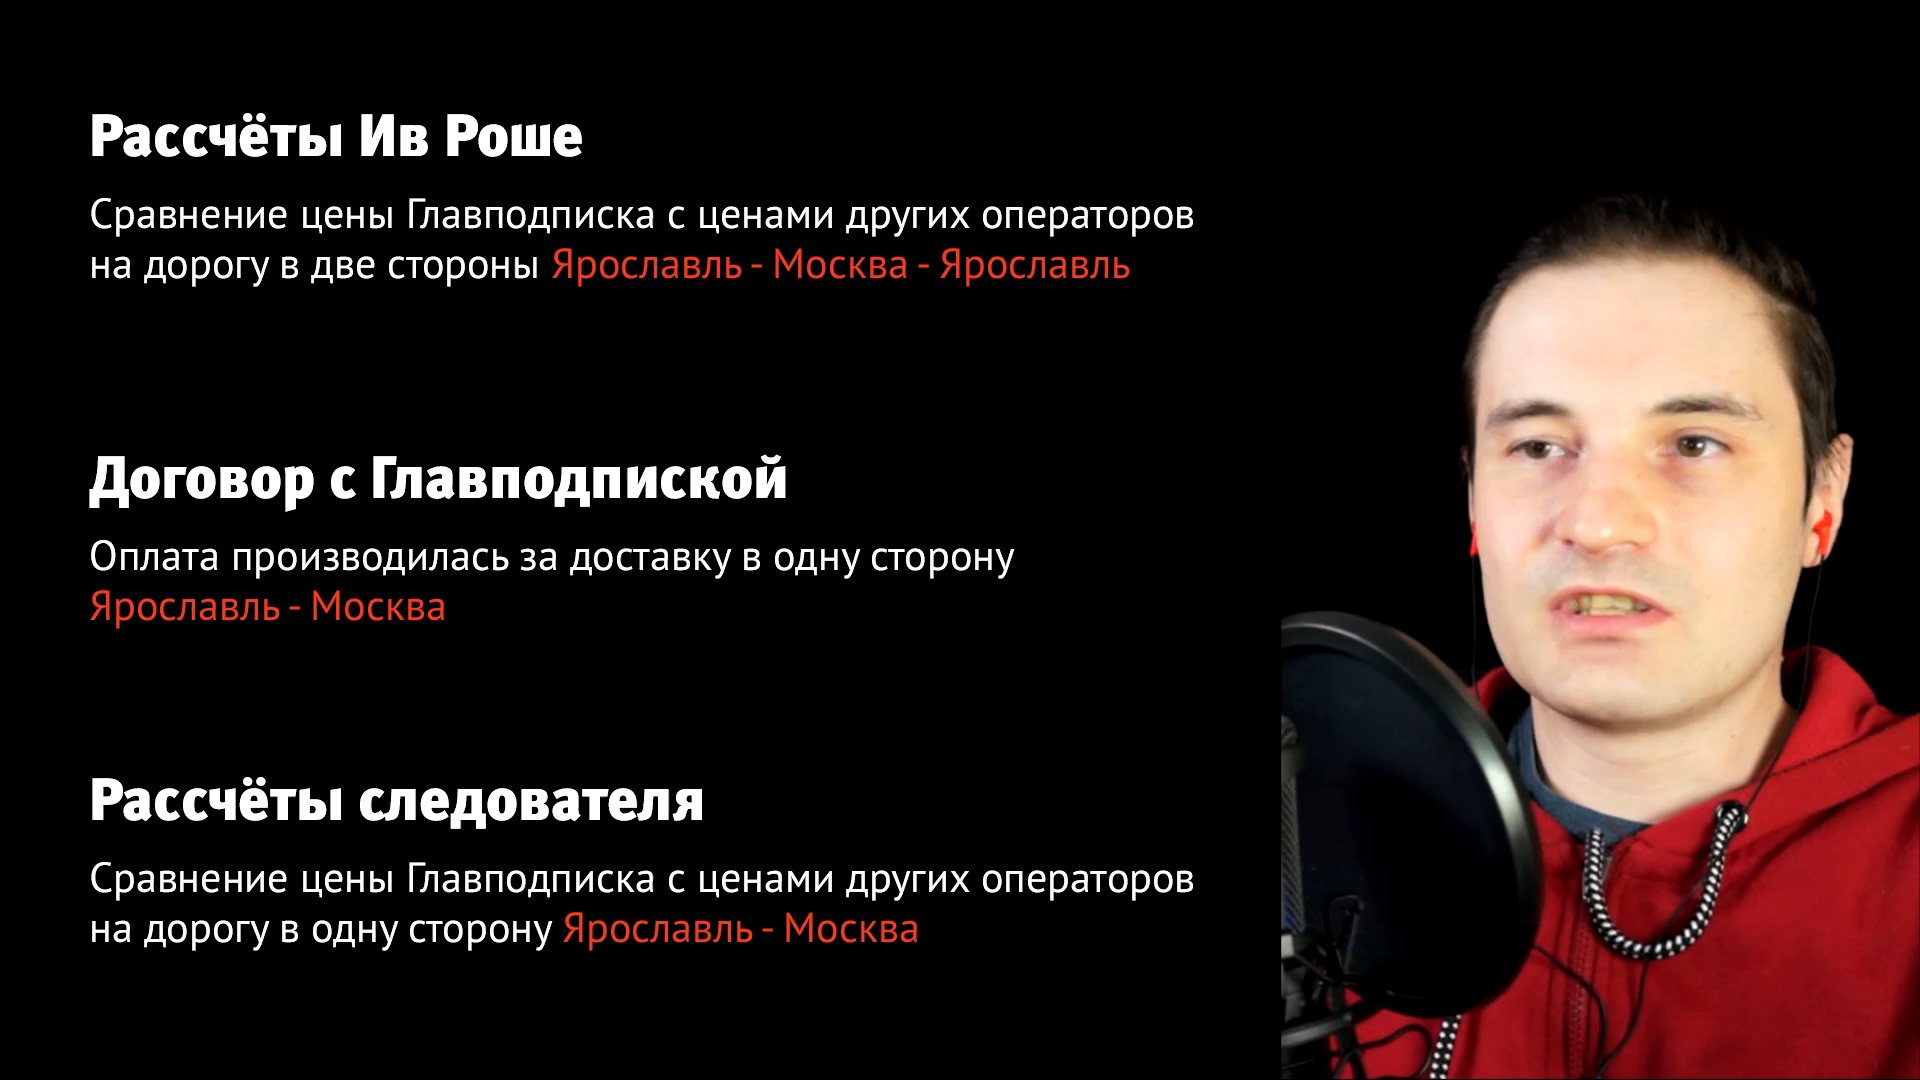 Рассчёты Ив Роше
Сравнение цены Главподписка с ценами других операторов
на дорогу в две стороны Ярославль - Москва - Ярославль
Договор с Главподпиской
Оплата производилась за доставку в одну сторону
Ярославль - Москва
Рассчёты следователя
Сравнение цены Главподписка с ценами других операторов
на дорогу в одну сторону Ярославль - Москва